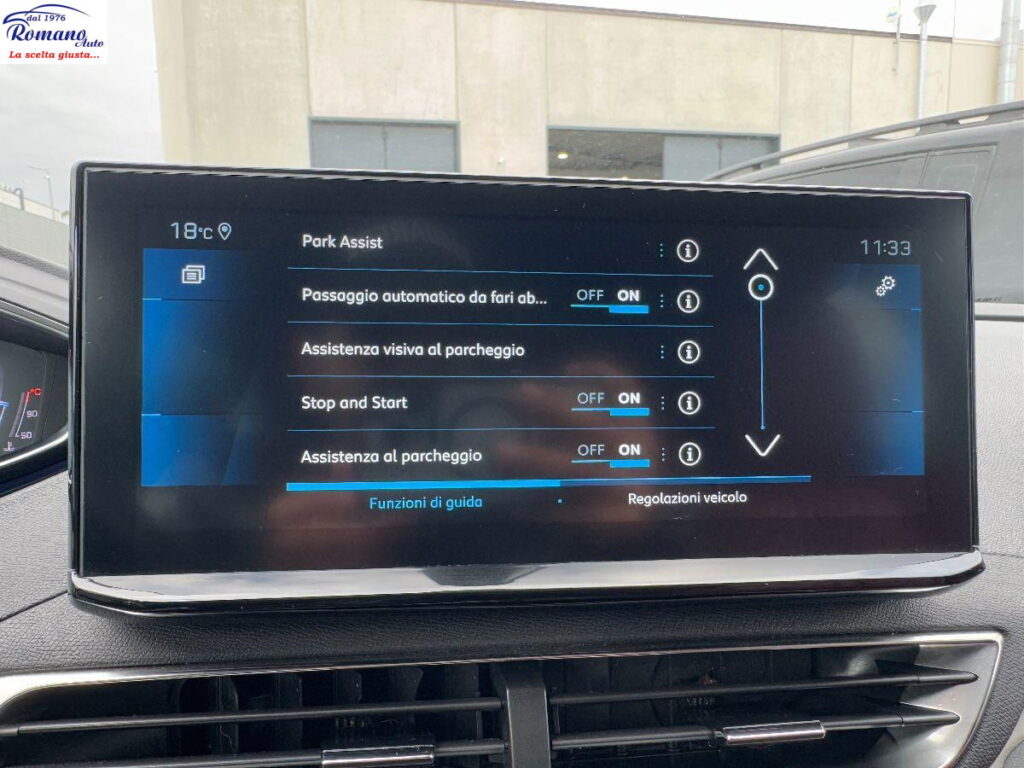 dal 1976
Romano
Auto
La scelta giusta...
18°C
11:33
Park Assist
Passaggio automatico da fari ab... OFF ON
Assistenza visiva al parcheggio
Stop and Start OFF ON
Assistenza al parcheggio OFF ON
Funzioni di guida
Regolazioni veicolo
°C
90
50